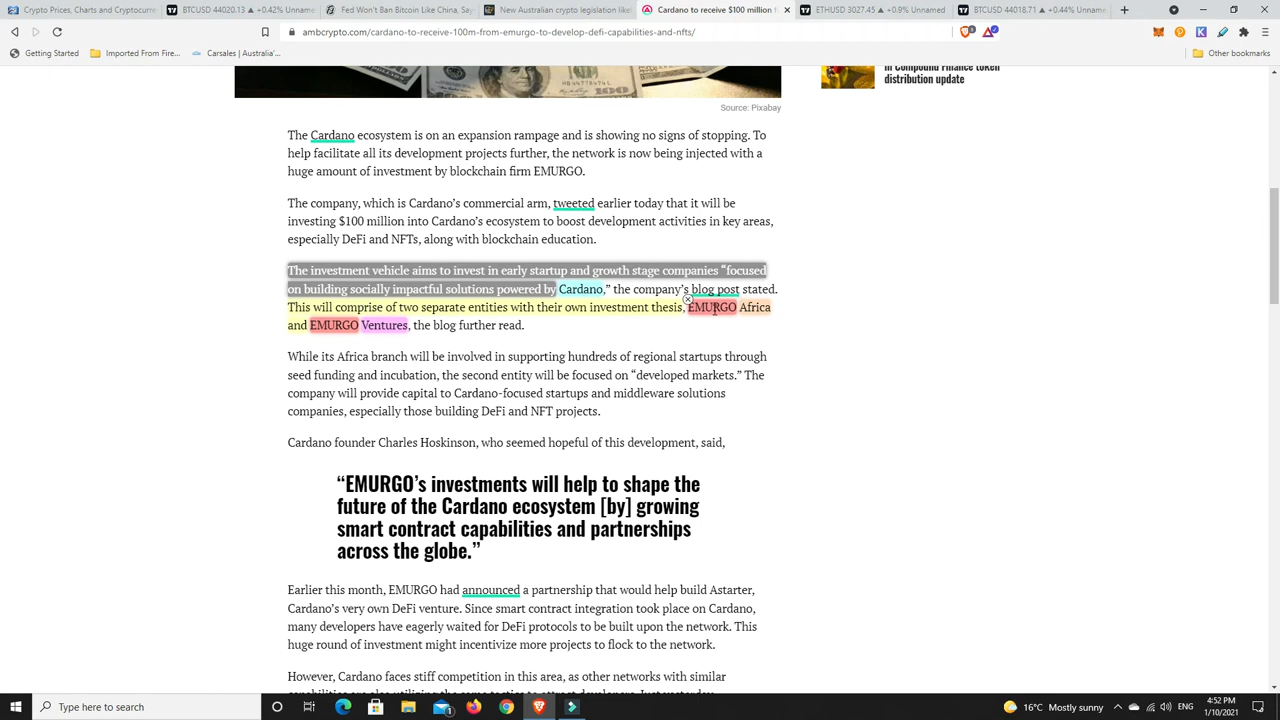 Crypto Prices, Charts and Cryptocurr
BTCUSD 44020.13 ▲ +0.42% Unname
Fed Won't Ban Bitcoin Like China, Bu
New Australian crypto legislation like
Cardano to receive $100 million f
ETHUSD 3027.45 ▲ +0.9% Unnamed
BTCUSD 44018.71 ▲ +0.44% Unname
ambcrypto.com/cardano-to-receive-100m-from-emurgo-to-develop-defi-capabilities-and-nfts/
Getting Started
Imported From Fire...
Carsales | Australia'...
Other bookmarks
in Compound Finance token
distribution update
Source: Pixabay
The Cardano ecosystem is on an expansion rampage and is showing no signs of stopping. To
help facilitate all its development projects further, the network is now being injected with a
huge amount of investment by blockchain firm EMURGO.
The company, which is Cardano's commercial arm, tweeted earlier today that it will be
investing $100 million into Cardano's ecosystem to boost development activities in key areas,
especially DeFi and NFTs, along with blockchain education.
The investment vehicle aims to invest in early startup and growth stage companies “focused
on building socially impactful solutions powered by Cardano,” the company's blog post stated.
This will comprise of two separate entities with their own investment thesis, EMURGO Africa
and EMURGO Ventures, the blog further read.
While its Africa branch will be involved in supporting hundreds of regional startups through
seed funding and incubation, the second entity will be focused on “developed markets.” The
company will provide capital to Cardano-focused startups and middleware solutions
companies, especially those building DeFi and NFT projects.
Cardano founder Charles Hoskinson, who seemed hopeful of this development, said,
“EMURGO's investments will help to shape the
future of the Cardano ecosystem [by] growing
smart contract capabilities and partnerships
across the globe.”
Earlier this month, EMURGO had announced a partnership that would help build Astarter,
Cardano's very own DeFi venture. Since smart contract integration took place on Cardano,
many developers have eagerly waited for DeFi protocols to be built upon the network. This
huge round of investment might incentivize more projects to flock to the network.
However, Cardano faces stiff competition in this area, as other networks with similar
capabilities are also utilizing the same tactics to attract developers. Just yesterday
Type here to search
16°C Mostly sunny
ENG
4:52 PM
1/10/2021